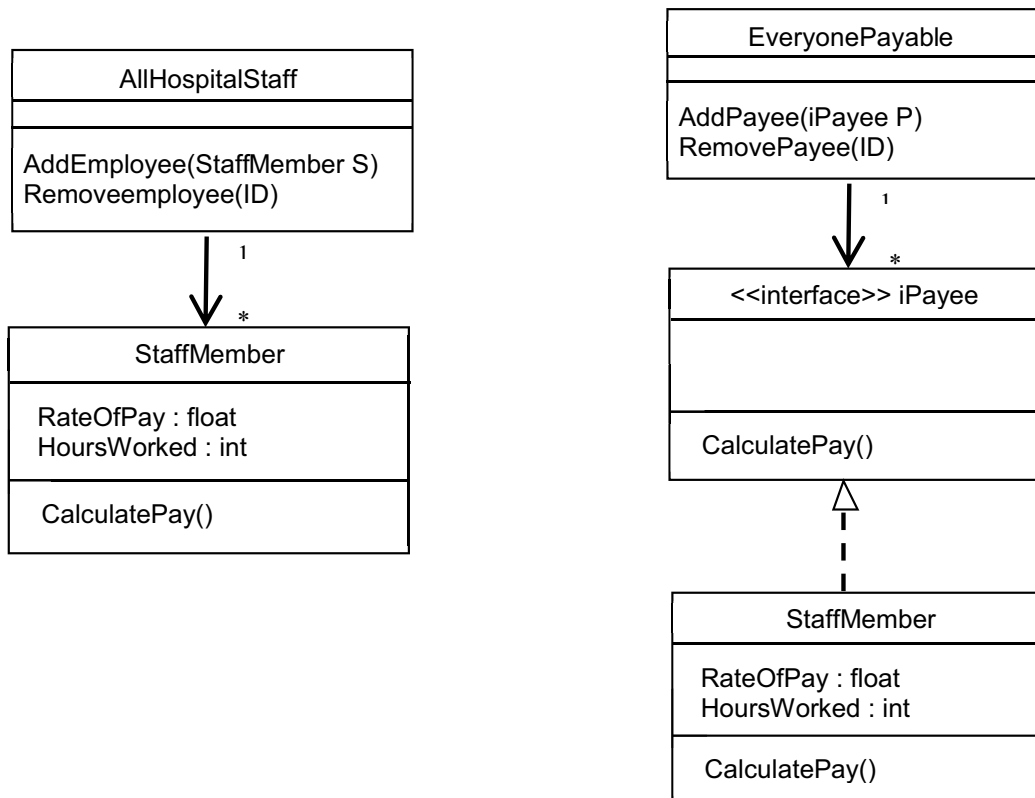 AllHospitalStaff
AddEmployee(StaffMember S)
Removeemployee(ID)
1
*
StaffMember
RateOfPay : float
HoursWorked : int
CalculatePay()
EveryonePayable
AddPayee(iPayee P)
RemovePayee(ID)
1
*
<<interface>> iPayee
CalculatePay()
StaffMember
RateOfPay : float
HoursWorked : int
CalculatePay()